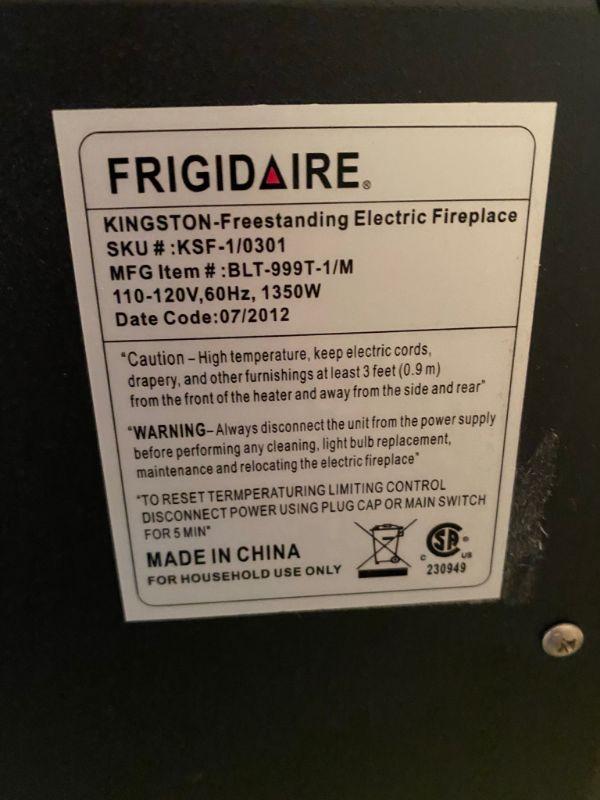 FRIGIDAIRE®
KINGSTON-Freestanding Electric Fireplace
SKU # :KSF-1/0301
MFG Item # :BLT-999T-1/M
110-120V,60Hz, 1350W
Date Code:07/2012
"Caution – High temperature, keep electric cords,
drapery, and other furnishings at least 3 feet (0.9 m)
from the front of the heater and away from the side and rear"
"WARNING– Always disconnect the unit from the power supply
before performing any cleaning, light bulb replacement,
maintenance and relocating the electric fireplace"
"TO RESET TERMPERATURING LIMITING CONTROL
DISCONNECT POWER USING PLUG CAP OR MAIN SWITCH
FOR 5 MIN"
MADE IN CHINA
FOR HOUSEHOLD USE ONLY
C SA ® US
230949